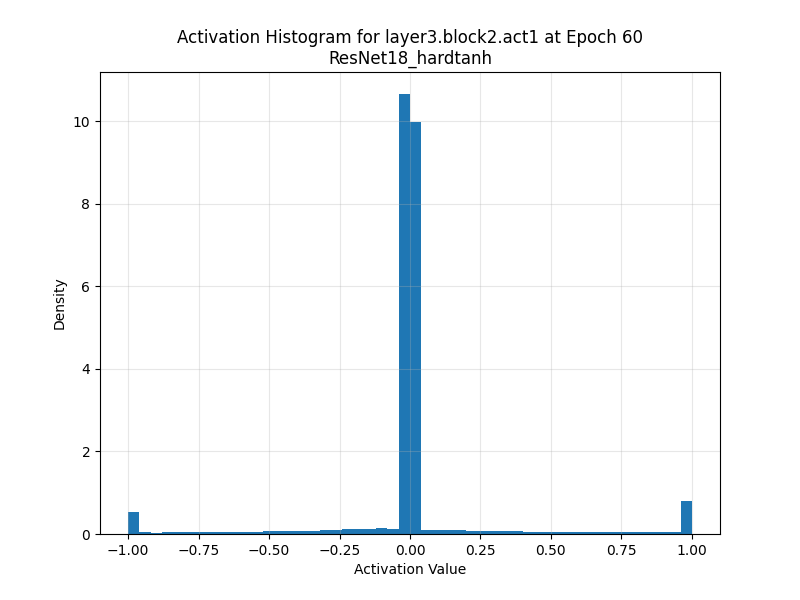 Activation Histogram for layer3.block2.act1 at Epoch 60
ResNet18_hardtanh
Density
10
8
6
4
2
0
−1.00 −0.75 −0.50 −0.25 0.00 0.25 0.50 0.75 1.00
Activation Value